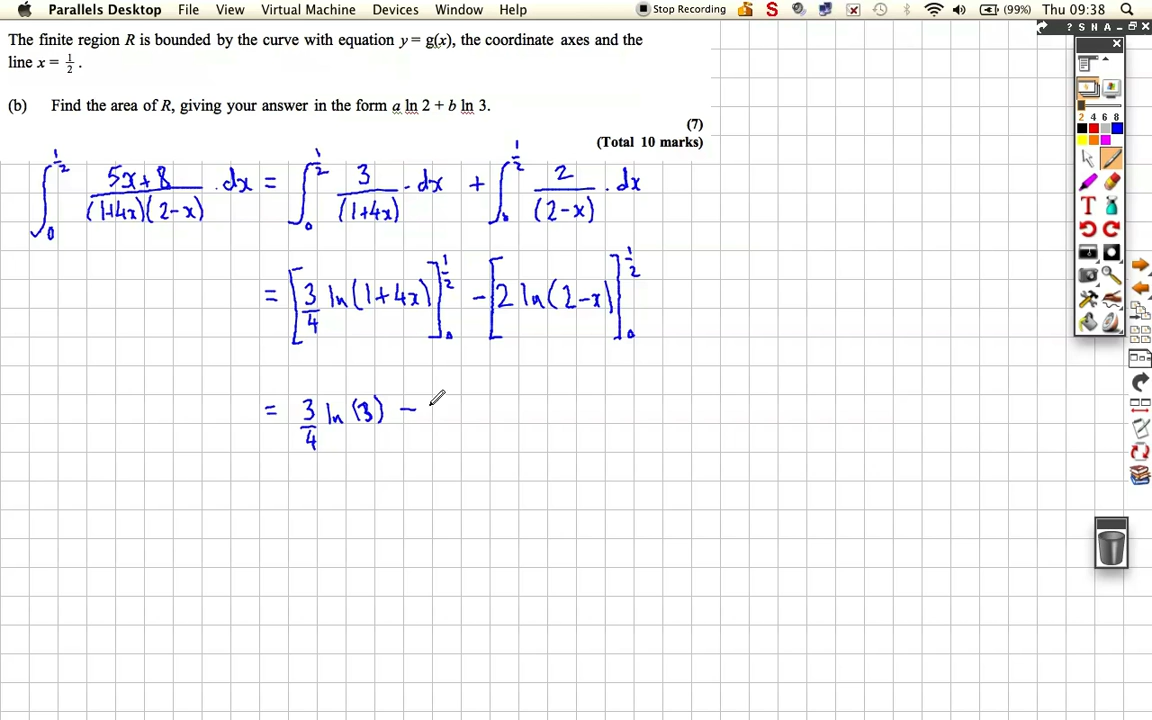 Parallels Desktop File View Virtual Machine Devices Window Help Stop Recording (99%) Thu 09:38
? S N A
The finite region R is bounded by the curve with equation y = g(x), the coordinate axes and the
line x = 1/2 .
(b) Find the area of R, giving your answer in the form a ln 2 + b ln 3.
(7)
(Total 10 marks)
2 4 6 8
∫₀^{1/2} (5x+8)/((1+4x)(2-x)) . dx = ∫₀^{1/2} 3/(1+4x) . dx + ∫₀^{1/2} 2/(2-x) . dx
= [3/4 ln(1+4x)]₀^{1/2} - [2 ln(2-x)]₀^{1/2}
= 3/4 ln(3) -
T